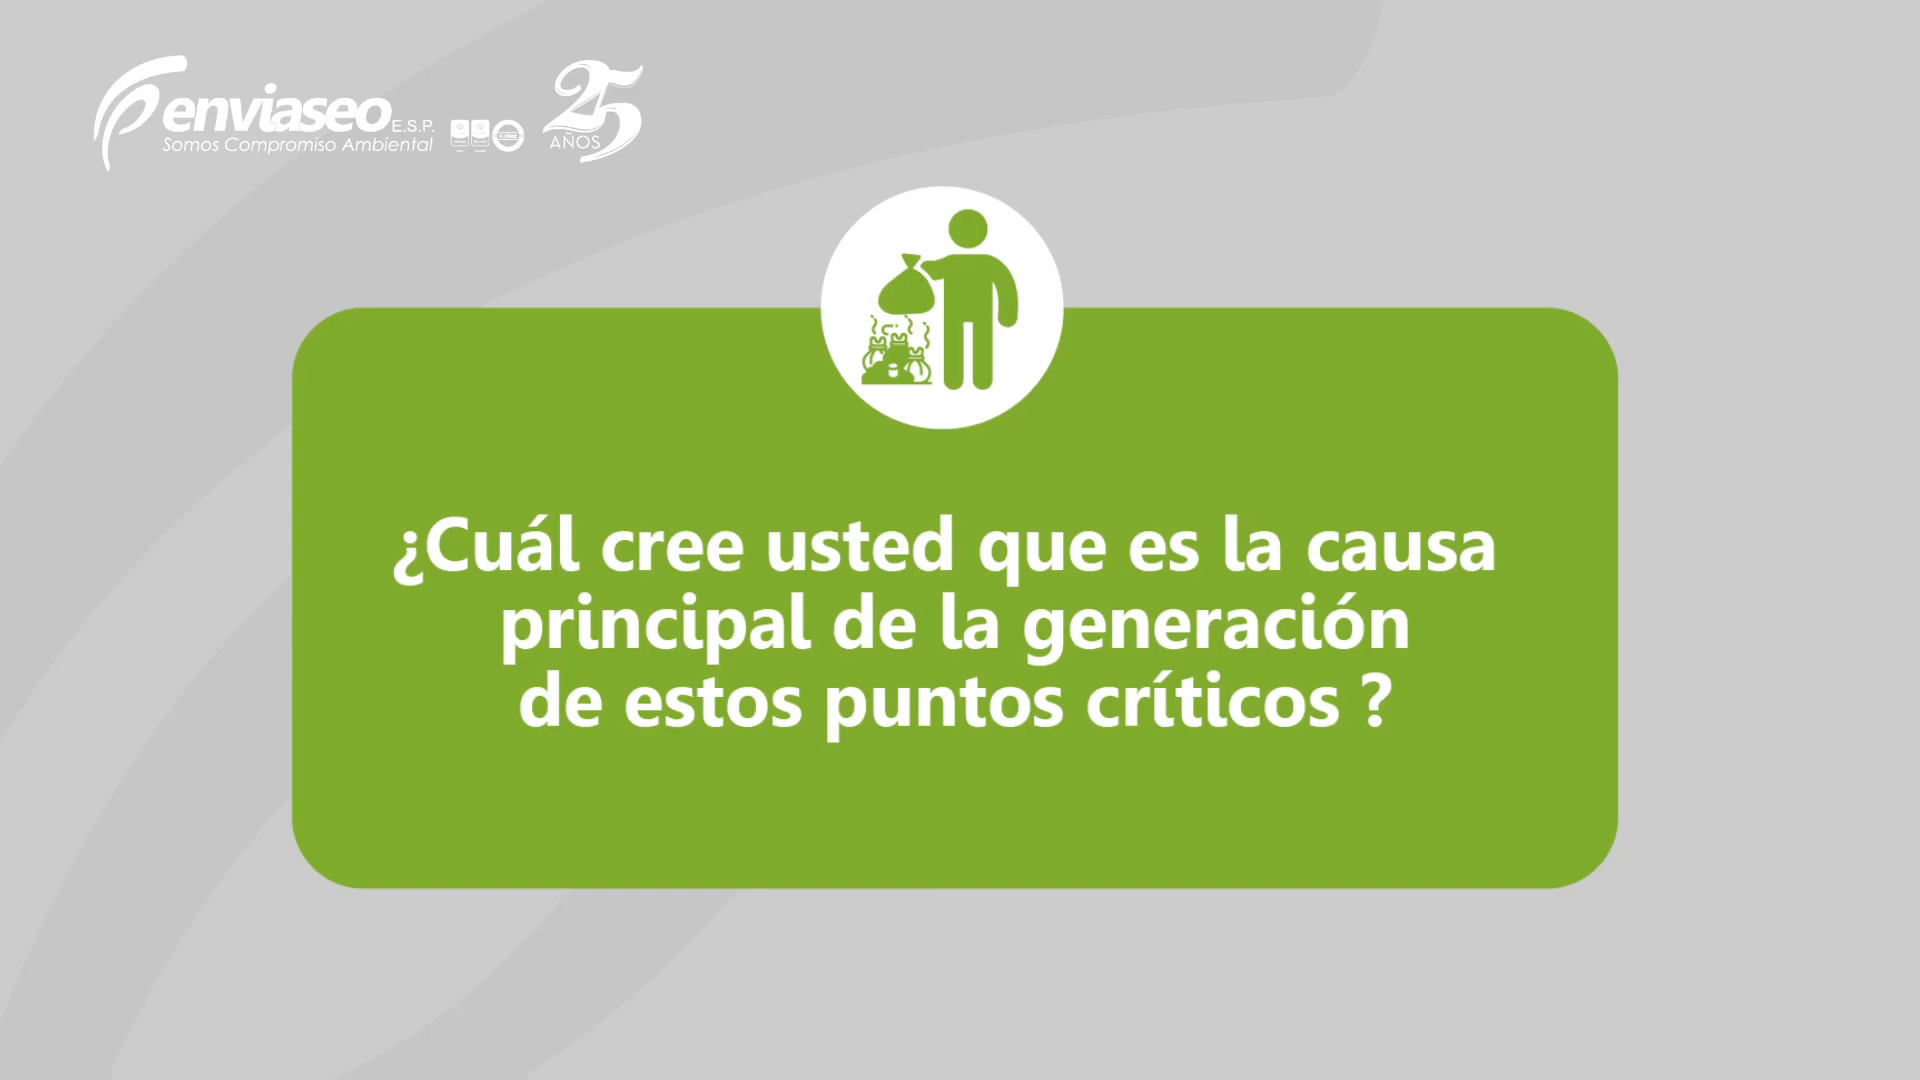 enviaseo E.S.P.
Somos Compromiso Ambiental
25
AÑOS
¿Cuál cree usted que es la causa
principal de la generación
de estos puntos críticos ?